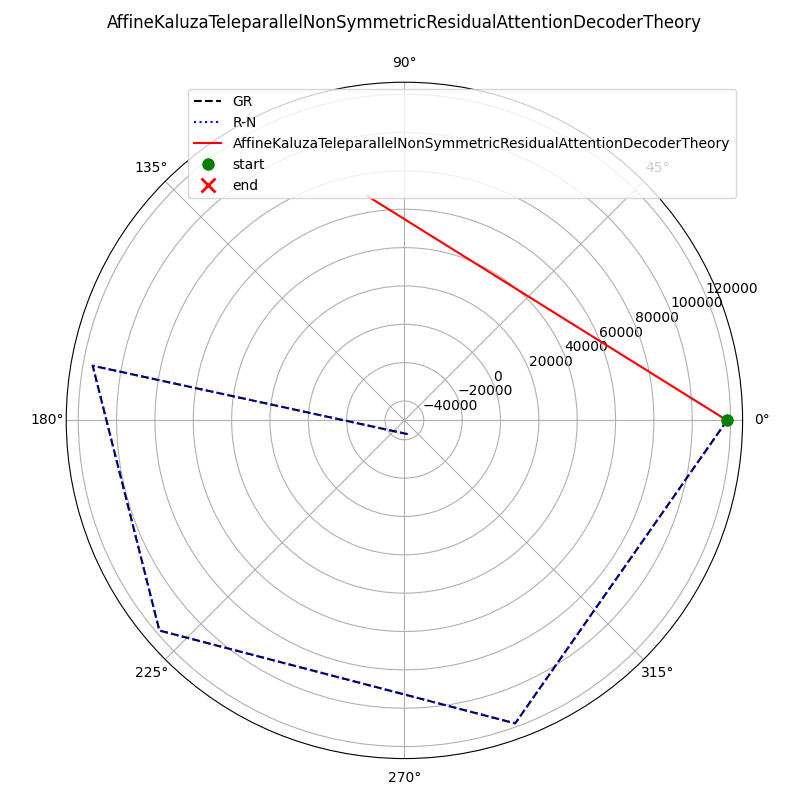 AffineKaluzaTeleparallelNonSymmetricResidualAttentionDecoderTheory
90°
GR
R-N
AffineKaluzaTeleparallelNonSymmetricResidualAttentionDecoderTheory
start
end
135°
45°
120000
100000
80000
60000
40000
20000
0
−20000
−40000
180°
0°
225°
315°
270°